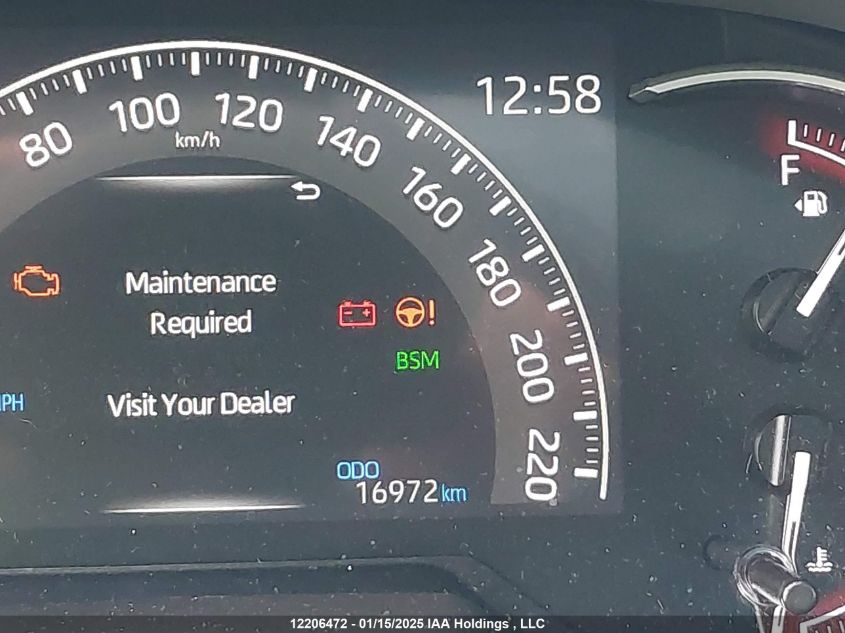 80 100 120 140 160 180 200 220
km/h
12:58
F
Maintenance
Required
BSM
Visit Your Dealer
MPH
ODO
16972 km
12206472 - 01/15/2025 IAA Holdings , LLC